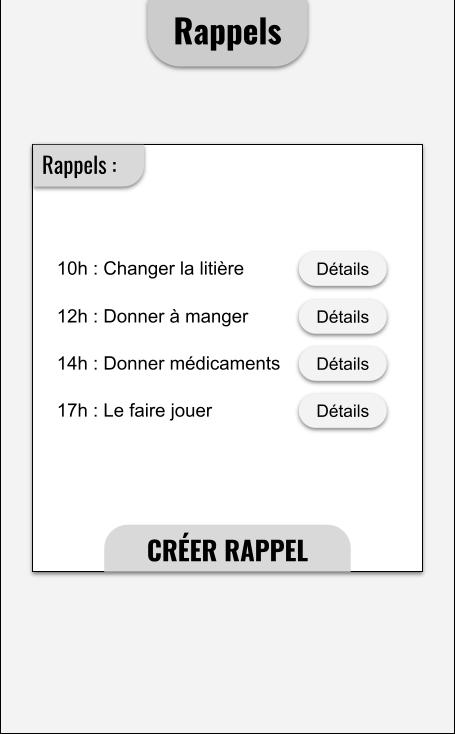 Rappels
Rappels :
10h : Changer la litière Détails
12h : Donner à manger Détails
14h : Donner médicaments Détails
17h : Le faire jouer Détails
CRÉER RAPPEL